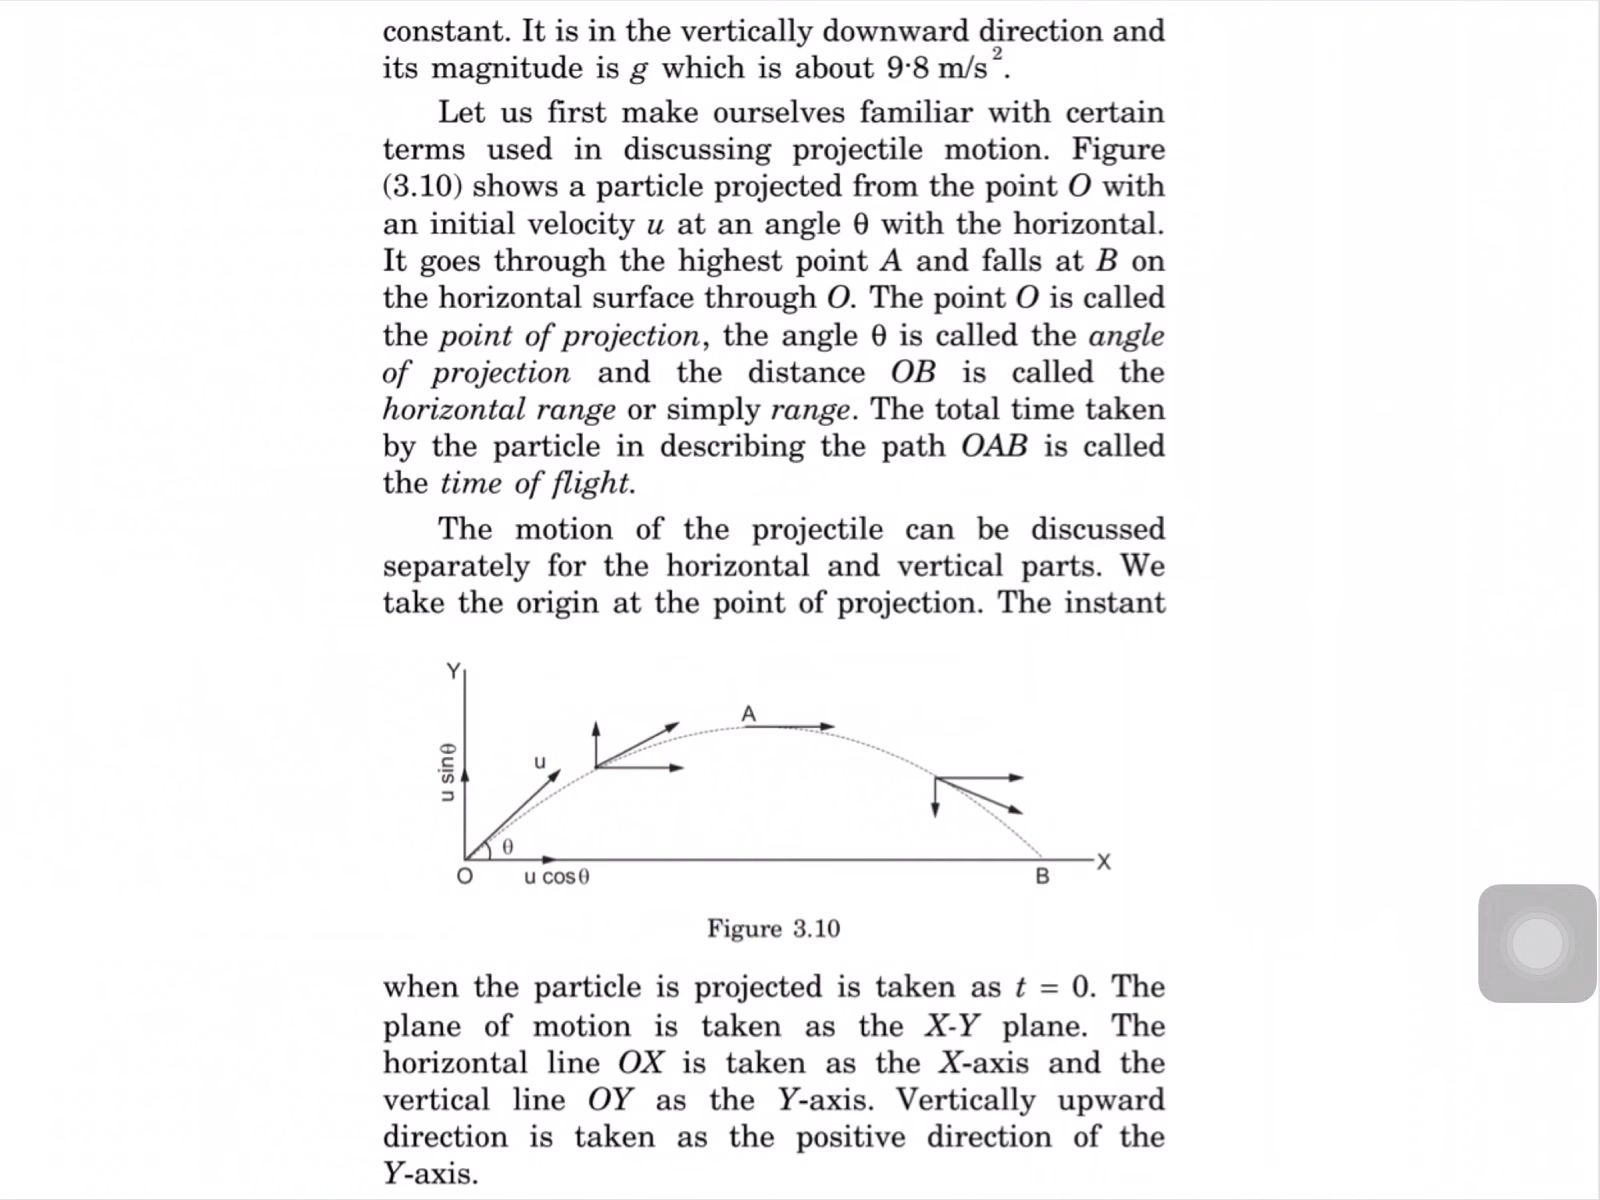 constant. It is in the vertically downward direction and
its magnitude is g which is about 9·8 m/s².
Let us first make ourselves familiar with certain
terms used in discussing projectile motion. Figure
(3.10) shows a particle projected from the point O with
an initial velocity u at an angle θ with the horizontal.
It goes through the highest point A and falls at B on
the horizontal surface through O. The point O is called
the point of projection, the angle θ is called the angle
of projection and the distance OB is called the
horizontal range or simply range. The total time taken
by the particle in describing the path OAB is called
the time of flight.
The motion of the projectile can be discussed
separately for the horizontal and vertical parts. We
take the origin at the point of projection. The instant
Y
A
u sinθ
u
θ
X
O
u cosθ
B
Figure 3.10
when the particle is projected is taken as t = 0. The
plane of motion is taken as the X-Y plane. The
horizontal line OX is taken as the X-axis and the
vertical line OY as the Y-axis. Vertically upward
direction is taken as the positive direction of the
Y-axis.